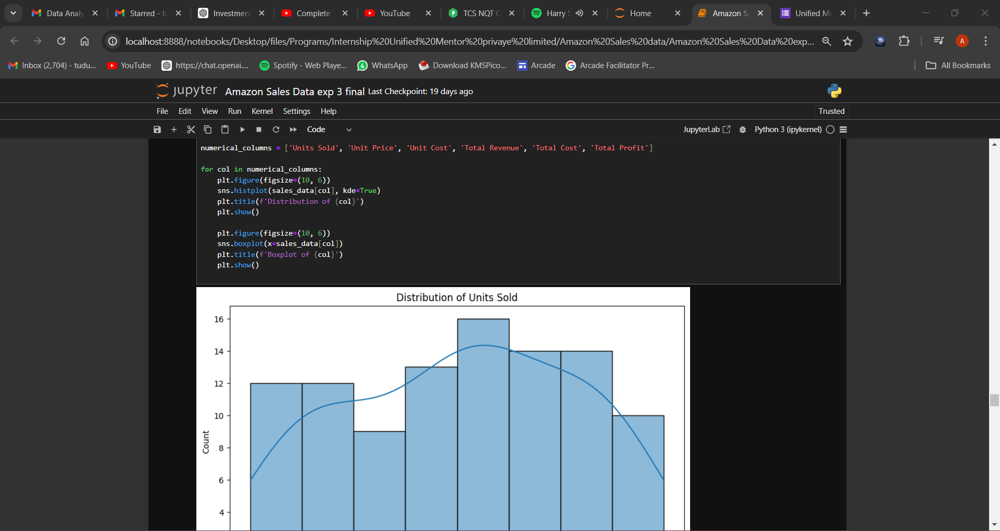 Data Analy
Starred - tu
Investment
Complete
YouTube
TCS NQT C
Harry S
Home
Amazon Sa
Unified Me
localhost:8888/notebooks/Desktop/files/Programs/Internship%20Unified%20Mentor%20privaye%20limited/Amazon%20Sales%20data/Amazon%20Sales%20Data%20exp...
A
Inbox (2,704) - tudu...
YouTube
https://chat.openai....
Spotify - Web Playe...
4
WhatsApp
Download KMSPico...
Arcade
Arcade Facilitator Pr...
All Bookmarks
jupyter Amazon Sales Data exp 3 final Last Checkpoint: 19 days ago
File Edit View Run Kernel Settings Help
Trusted
Code
JupyterLab
Python 3 (ipykernel)
numerical_columns = ['Units Sold', 'Unit Price', 'Unit Cost', 'Total Revenue', 'Total Cost', 'Total Profit']
for col in numerical_columns:
plt.figure(figsize=(10, 6))
sns.histplot(sales_data[col], kde=True)
plt.title(f'Distribution of {col}')
plt.show()
plt.figure(figsize=(10, 6))
sns.boxplot(x=sales_data[col])
plt.title(f'Boxplot of {col}')
plt.show()
Distribution of Units Sold
16
14
12
10
8
6
4
Count